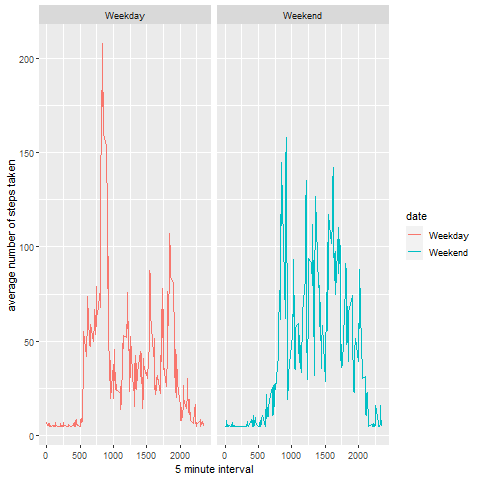 Weekday Weekend
200
150
100
50
0
average number of steps taken
0 500 1000 1500 2000 0 500 1000 1500 2000
5 minute interval
date
Weekday
Weekend